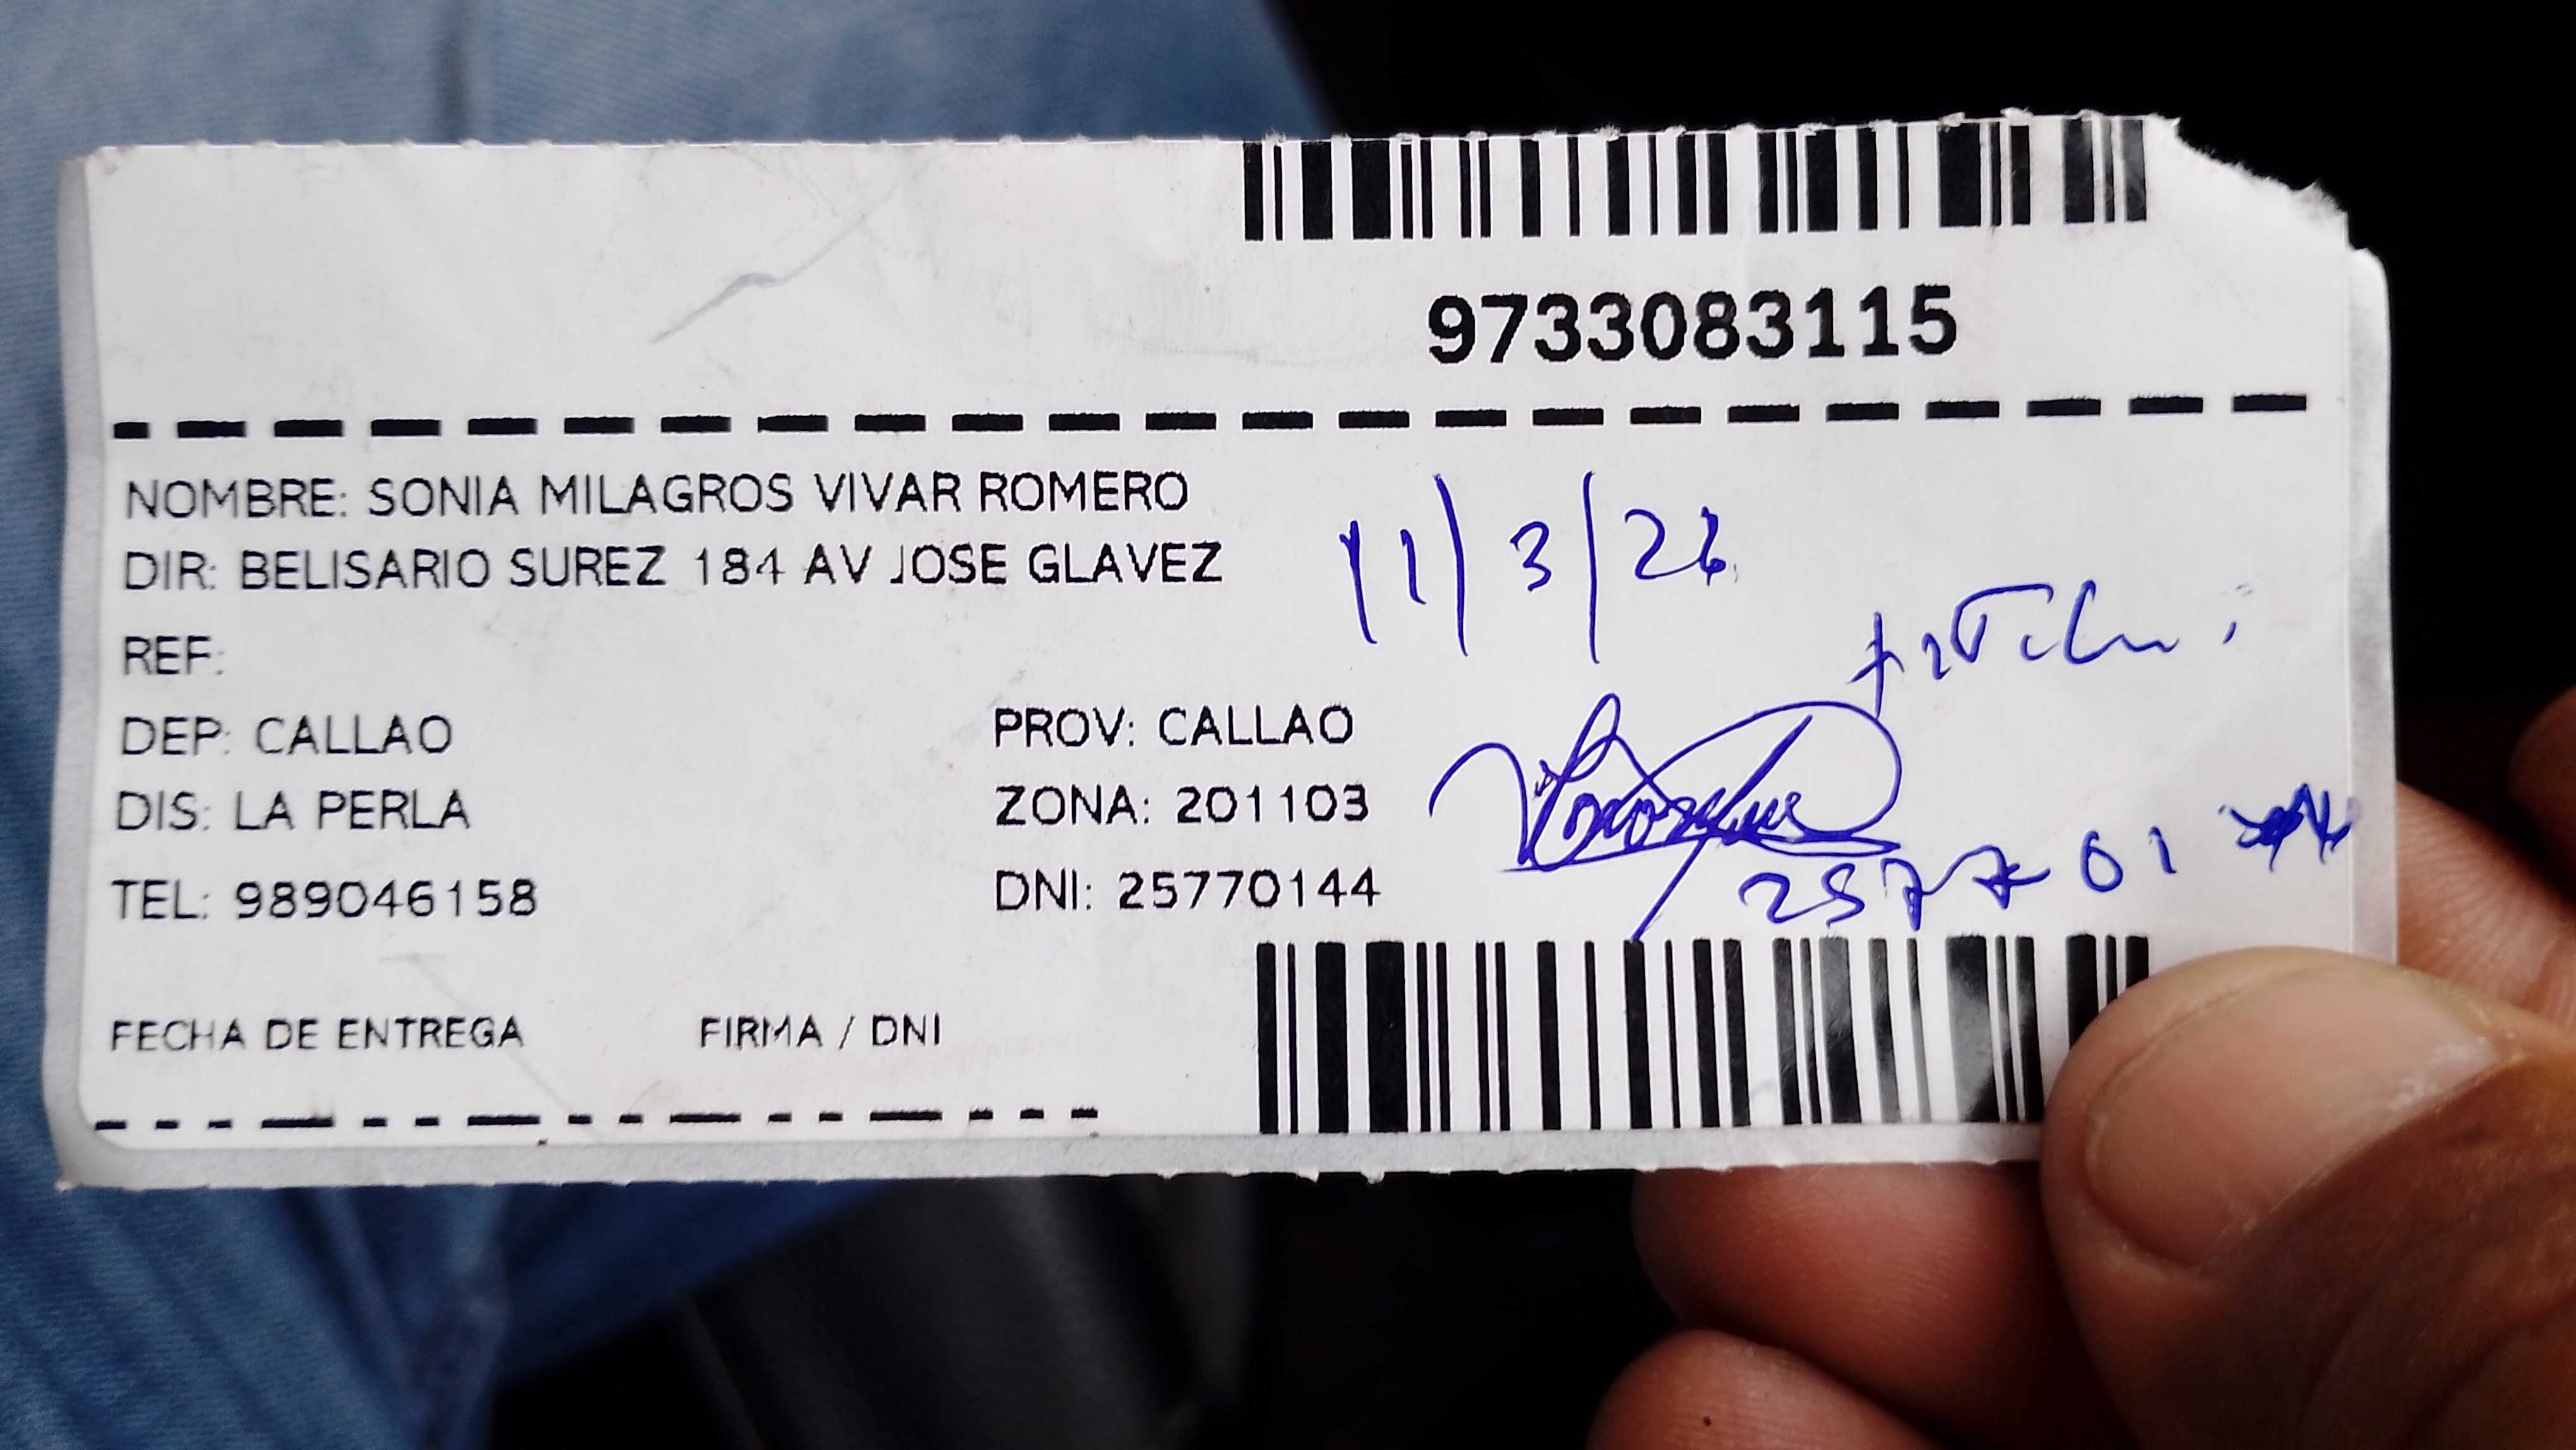 9733083115
NOMBRE: SONIA MILAGROS VIVAR ROMERO
DIR: BELISARIO SUREZ 184 AV JOSE GLAVEZ
11/3/26
REF:
DEP: CALLAO PROV: CALLAO
DIS: LA PERLA ZONA: 201103
TEL: 989046158 DNI: 25770144
257701
FECHA DE ENTREGA FIRMA / DNI